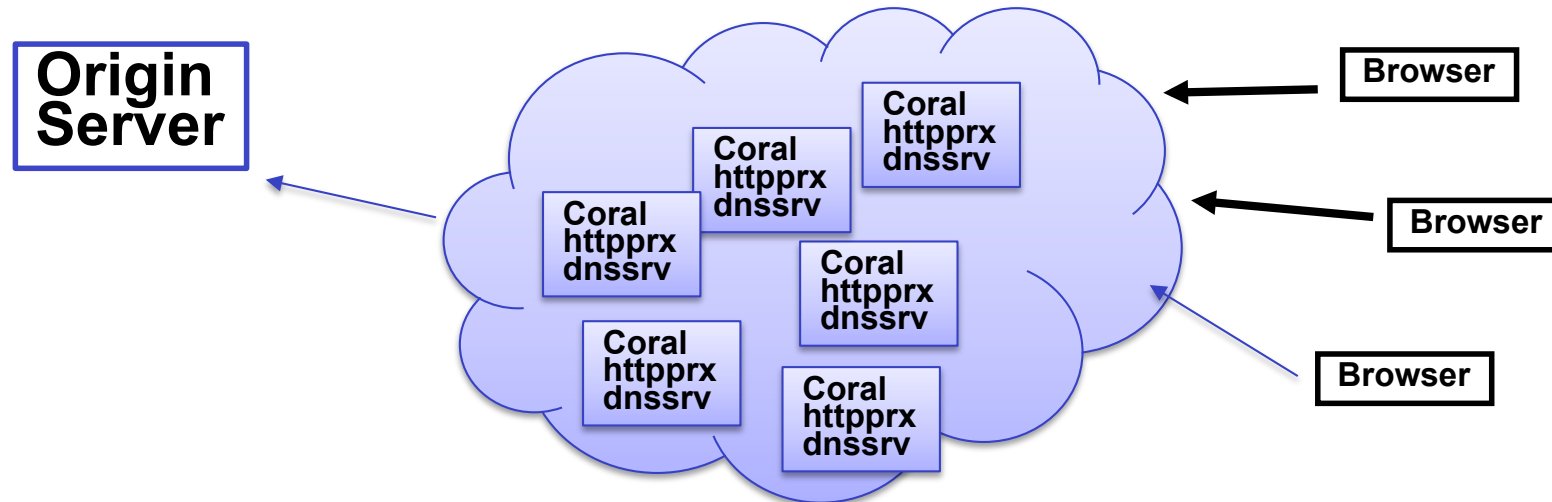 Origin
Server
Coral
httpprx
dnssrv
Coral
httpprx
dnssrv
Coral
httpprx
dnssrv
Coral
httpprx
dnssrv
Coral
httpprx
dnssrv
Coral
httpprx
dnssrv
Browser
Browser
Browser